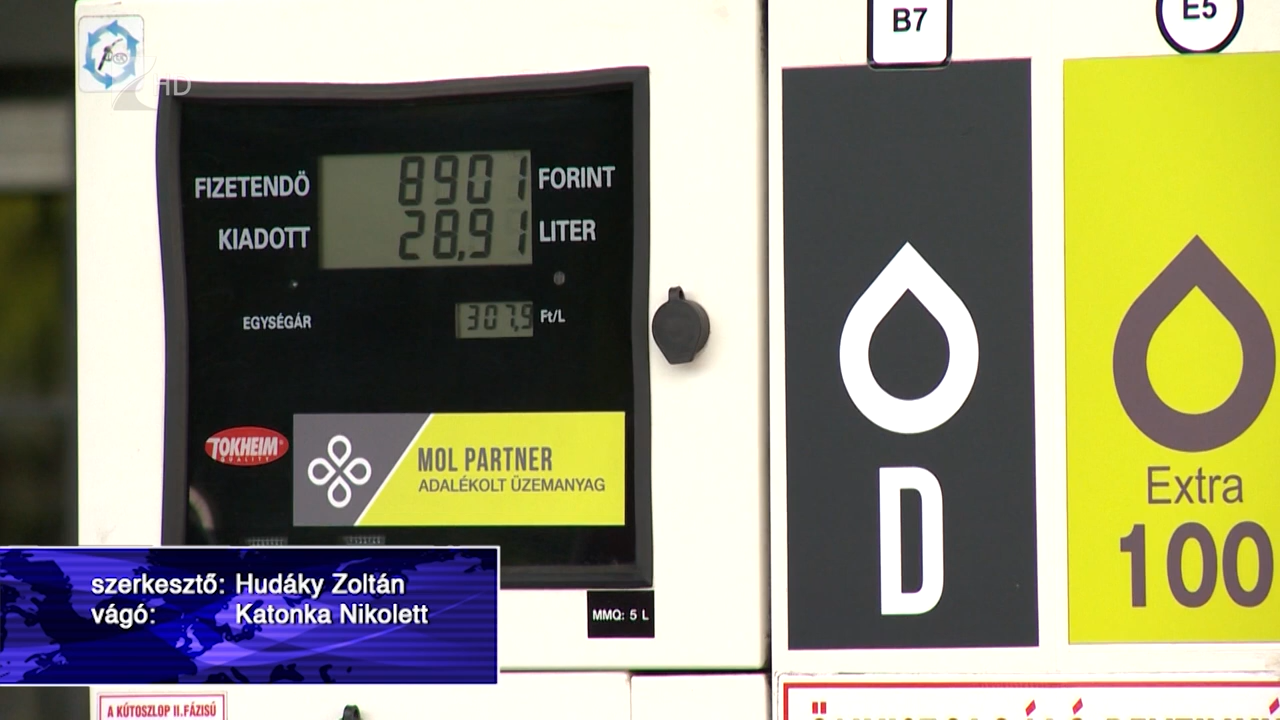 B7
E5
HD
FIZETENDŐ 8901 FORINT
KIADOTT 28,91 LITER
EGYSÉGÁR 307,9 Ft/L
TOKHEIM
QUALITY
MOL PARTNER
ADALÉKOLT ÜZEMANYAG
D
Extra
100
szerkesztő: Hudáky Zoltán
vágó: Katonka Nikolett
MMQ: 5 L
A KÚTOSZLOP II.FÁZISÚ